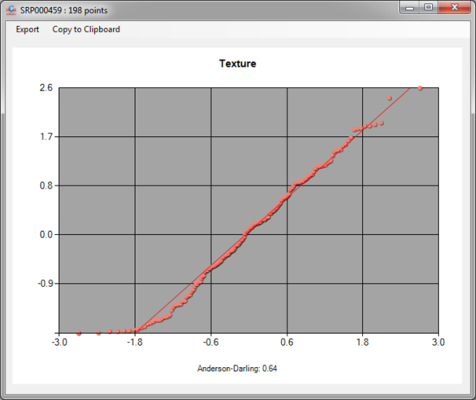 SRP000459 : 198 points
Export Copy to Clipboard
Texture
2.6
1.7
0.8
0.0
-0.9
-3.0 -1.8 -0.6 0.6 1.8 3.0
Anderson-Darling: 0.64